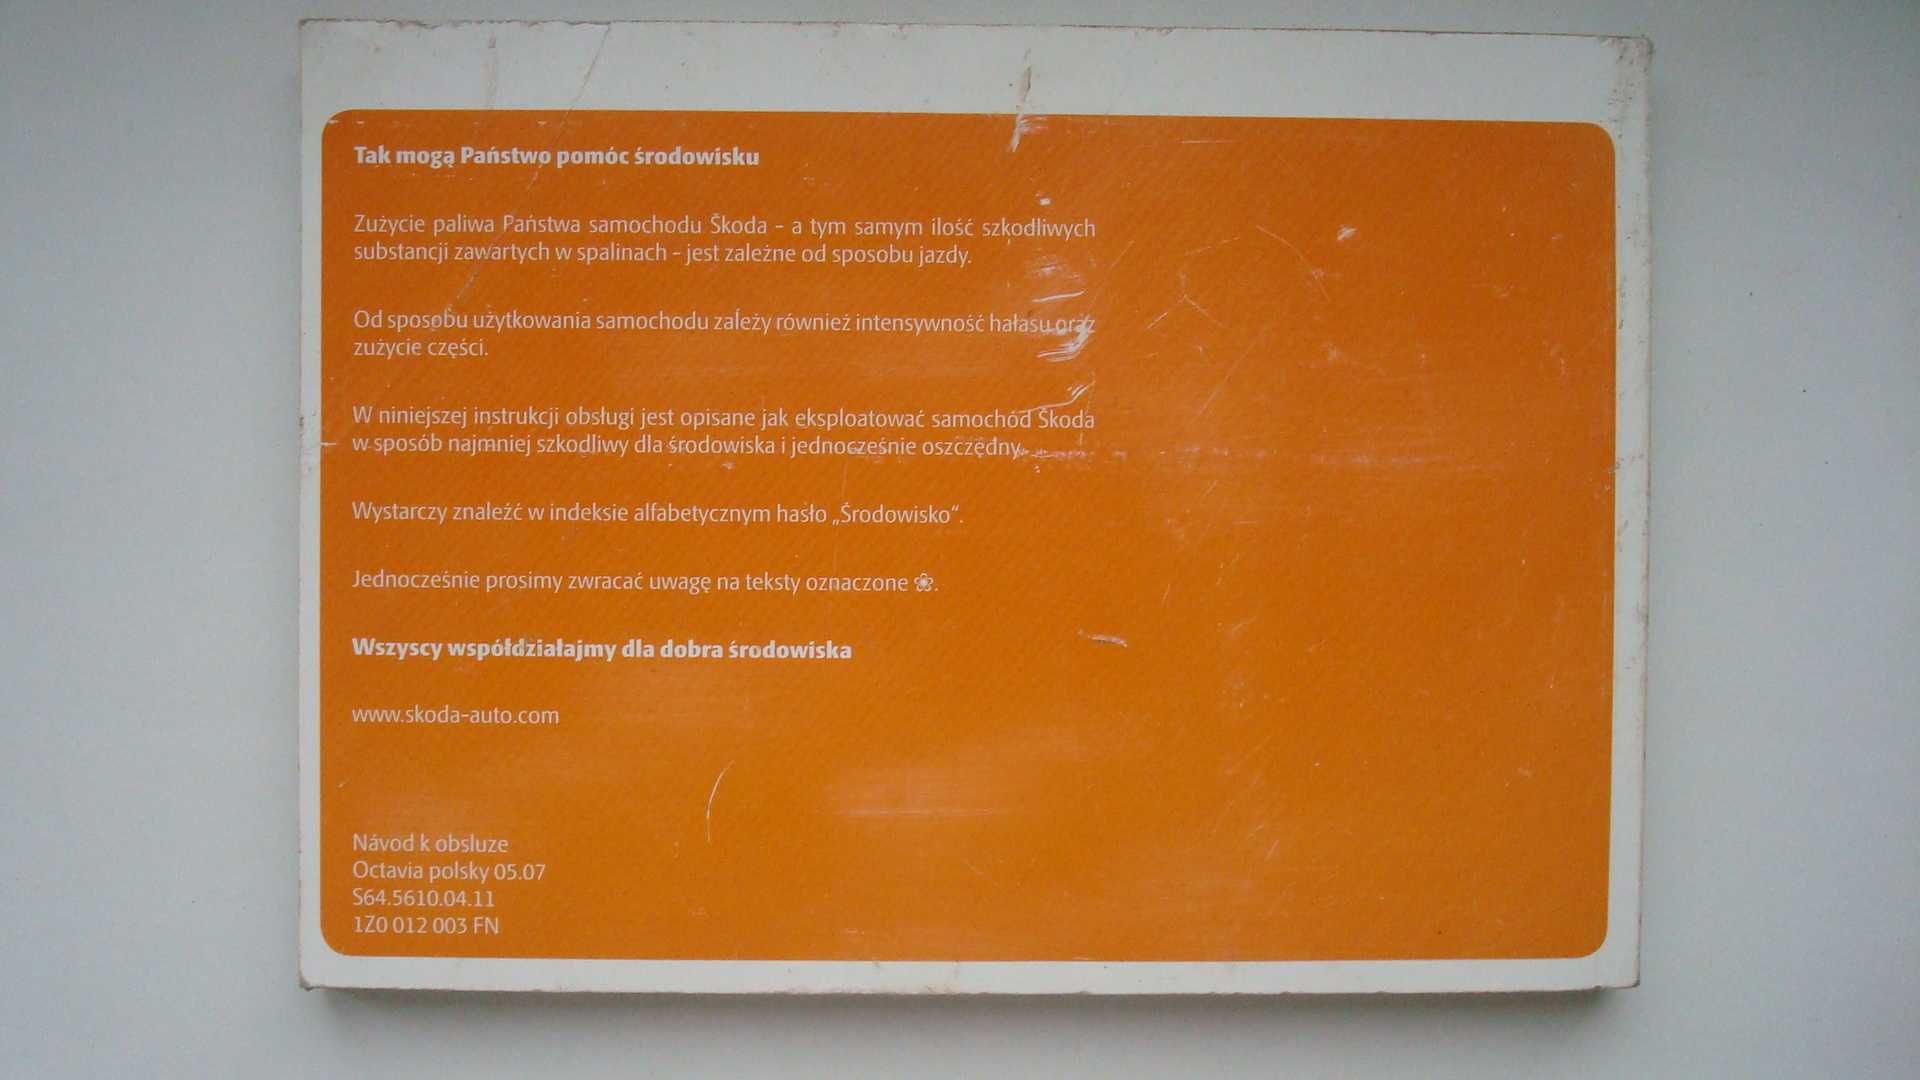 Tak mogą Państwo pomóc środowisku
Zużycie paliwa Państwa samochodu Škoda – a tym samym ilość szkodliwych
substancji zawartych w spalinach – jest zależne od sposobu jazdy.
Od sposobu użytkowania samochodu zależy również intensywność hałasu oraz
zużycie części.
W niniejszej instrukcji obsługi jest opisane jak eksploatować samochód Škoda
w sposób najmniej szkodliwy dla środowiska i jednocześnie oszczędny.
Wystarczy znaleźć w indeksie alfabetycznym hasło „Środowisko“.
Jednocześnie prosimy zwracać uwagę na teksty oznaczone ❀.
Wszyscy współdziałajmy dla dobra środowiska
www.skoda-auto.com
Návod k obsluze
Octavia polsky 05.07
S64.5610.04.11
1Z0 012 003 FN